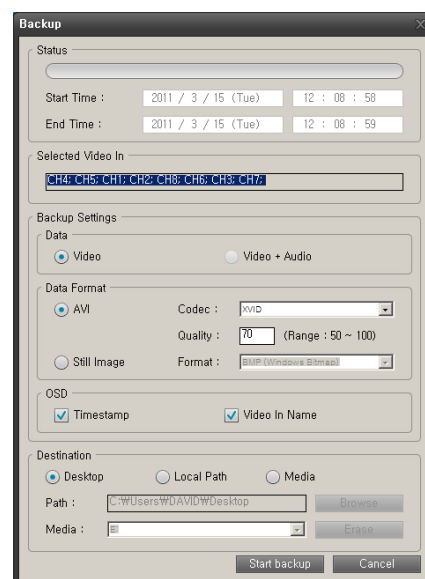 Backup
Status
Start Time : 2011 / 3 / 15 (Tue) 12 : 08 : 58
End Time : 2011 / 3 / 15 (Tue) 12 : 08 : 59
Selected Video In
CH4; CH5; CH1; CH2; CH8; CH6; CH3; CH7;
Backup Settings
Data
Video Video + Audio
Data Format
AVI Codec : XVID
Quality : 70 (Range : 50 ~ 100)
Still Image Format : BMP (Windows Bitmap)
OSD
Timestamp Video In Name
Destination
Desktop Local Path Media
Path : C:₩Users₩DAVID₩Desktop Browse
Media : E: Erase
Start backup Cancel